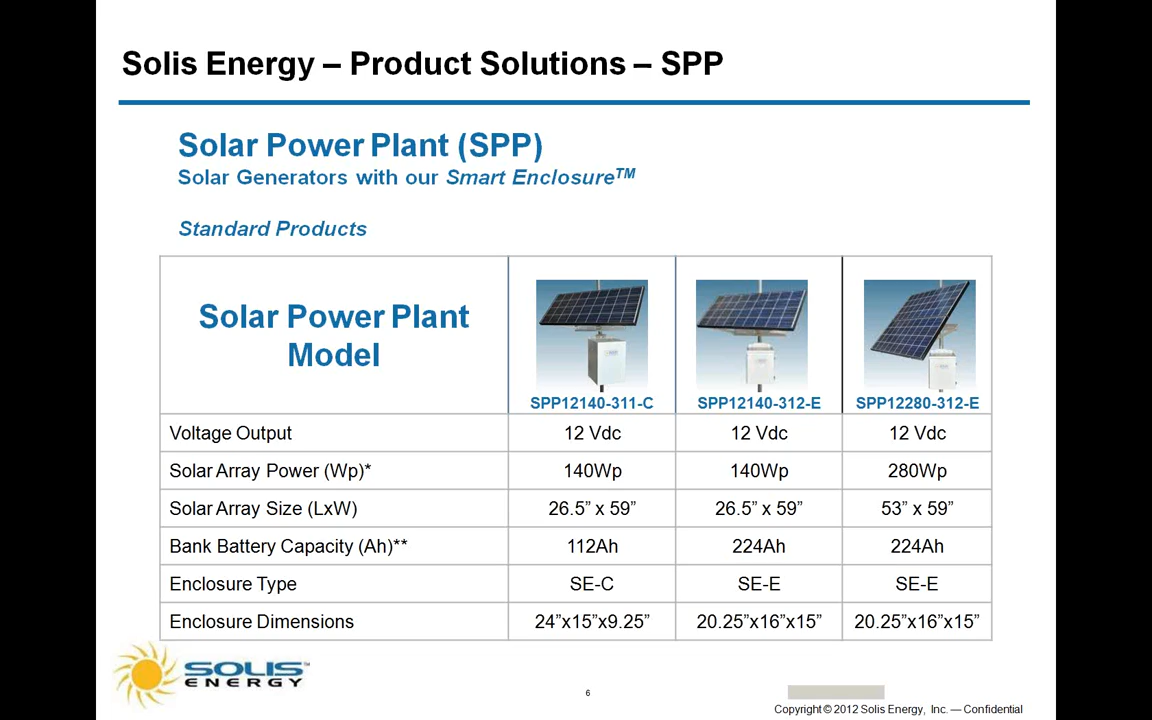 Solis Energy – Product Solutions – SPP
Solar Power Plant (SPP)
Solar Generators with our Smart Enclosure™
Standard Products
Solar Power Plant
Model
SPP12140-311-C SPP12140-312-E SPP12280-312-E
Voltage Output 12 Vdc 12 Vdc 12 Vdc
Solar Array Power (Wp)* 140Wp 140Wp 280Wp
Solar Array Size (LxW) 26.5” x 59” 26.5” x 59” 53” x 59”
Bank Battery Capacity (Ah)** 112Ah 224Ah 224Ah
Enclosure Type SE-C SE-E SE-E
Enclosure Dimensions 24”x15”x9.25” 20.25”x16”x15” 20.25”x16”x15”
SOLIS™
ENERGY
6
Copyright © 2012 Solis Energy, Inc. — Confidential